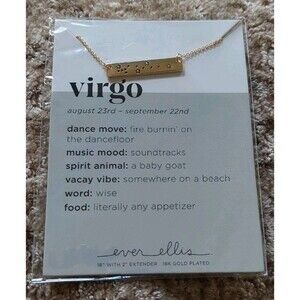 virgo
august 23rd – september 22nd
dance move: fire burnin' on
the dancefloor
music mood: soundtracks
spirit animal: a baby goat
vacay vibe: somewhere on a beach
word: wise
food: literally any appetizer
ever ellis
16" WITH 2" EXTENDER 18K GOLD PLATED